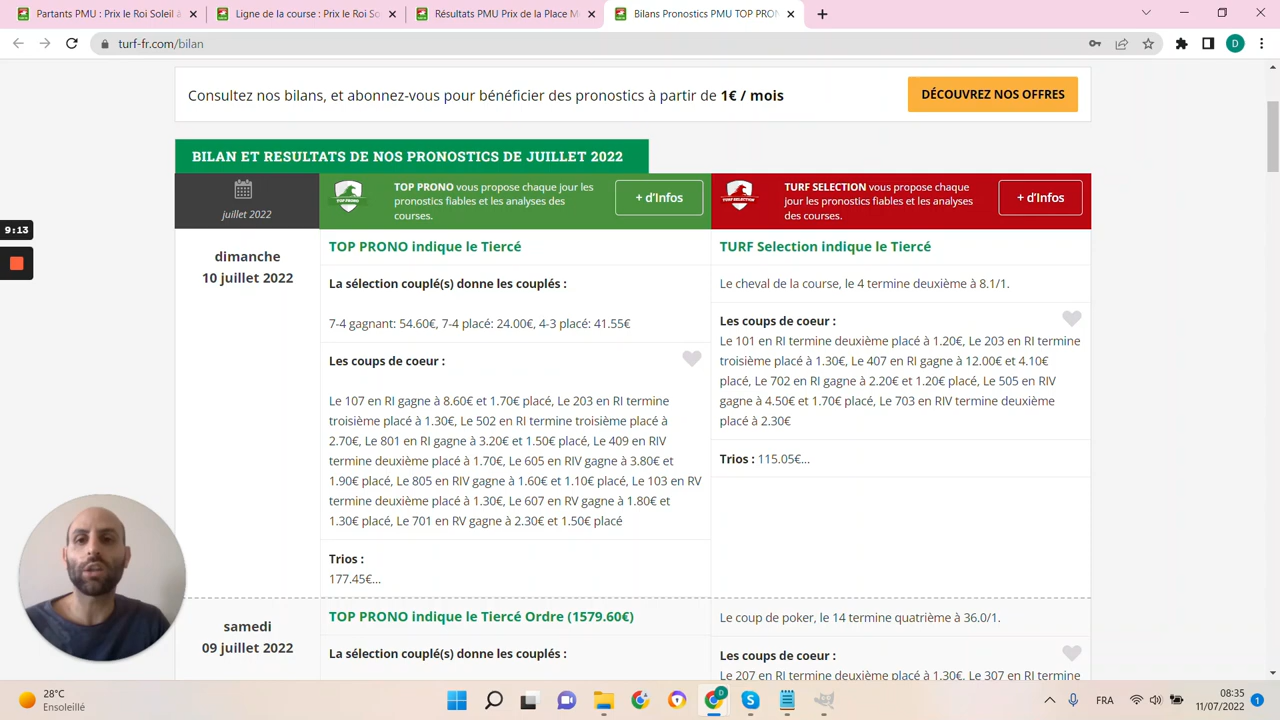 Partants PMU : Prix le Roi Soleil à
Ligne de la course : Prix le Roi So
Résultats PMU Prix de la Place M
Bilans Pronostics PMU TOP PRON
turf-fr.com/bilan
D
Consultez nos bilans, et abonnez-vous pour bénéficier des pronostics à partir de 1€ / mois
DÉCOUVREZ NOS OFFRES
BILAN ET RESULTATS DE NOS PRONOSTICS DE JUILLET 2022
juillet 2022
TOP PRONO
TOP PRONO vous propose chaque jour les
pronostics fiables et les analyses des
courses.
+ d'Infos
TURF SELECTION
TURF SELECTION vous propose chaque
jour les pronostics fiables et les analyses
des courses.
+ d'Infos
9:13
dimanche
10 juillet 2022
TOP PRONO indique le Tiercé
La sélection couplé(s) donne les couplés :
7-4 gagnant: 54.60€, 7-4 placé: 24.00€, 4-3 placé: 41.55€
Les coups de coeur :
Le 107 en RI gagne à 8.60€ et 1.70€ placé, Le 203 en RI termine
troisième placé à 1.30€, Le 502 en RI termine troisième placé à
2.70€, Le 801 en RI gagne à 3.20€ et 1.50€ placé, Le 409 en RIV
termine deuxième placé à 1.70€, Le 605 en RIV gagne à 3.80€ et
1.90€ placé, Le 805 en RIV gagne à 1.60€ et 1.10€ placé, Le 103 en RV
termine deuxième placé à 1.30€, Le 607 en RV gagne à 1.80€ et
1.30€ placé, Le 701 en RV gagne à 2.30€ et 1.50€ placé
Trios :
177.45€...
TURF Selection indique le Tiercé
Le cheval de la course, le 4 termine deuxième à 8.1/1.
Les coups de coeur :
Le 101 en RI termine deuxième placé à 1.20€, Le 203 en RI termine
troisième placé à 1.30€, Le 407 en RI gagne à 12.00€ et 4.10€
placé, Le 702 en RI gagne à 2.20€ et 1.20€ placé, Le 505 en RIV
gagne à 4.50€ et 1.70€ placé, Le 703 en RIV termine deuxième
placé à 2.30€
Trios : 115.05€...
samedi
09 juillet 2022
TOP PRONO indique le Tiercé Ordre (1579.60€)
La sélection couplé(s) donne les couplés :
Le coup de poker, le 14 termine quatrième à 36.0/1.
Les coups de coeur :
Le 207 en RI termine deuxième placé à 1.30€, Le 307 en RI termine
28°C
Ensoleillé
D
FRA
08:35
11/07/2022
1